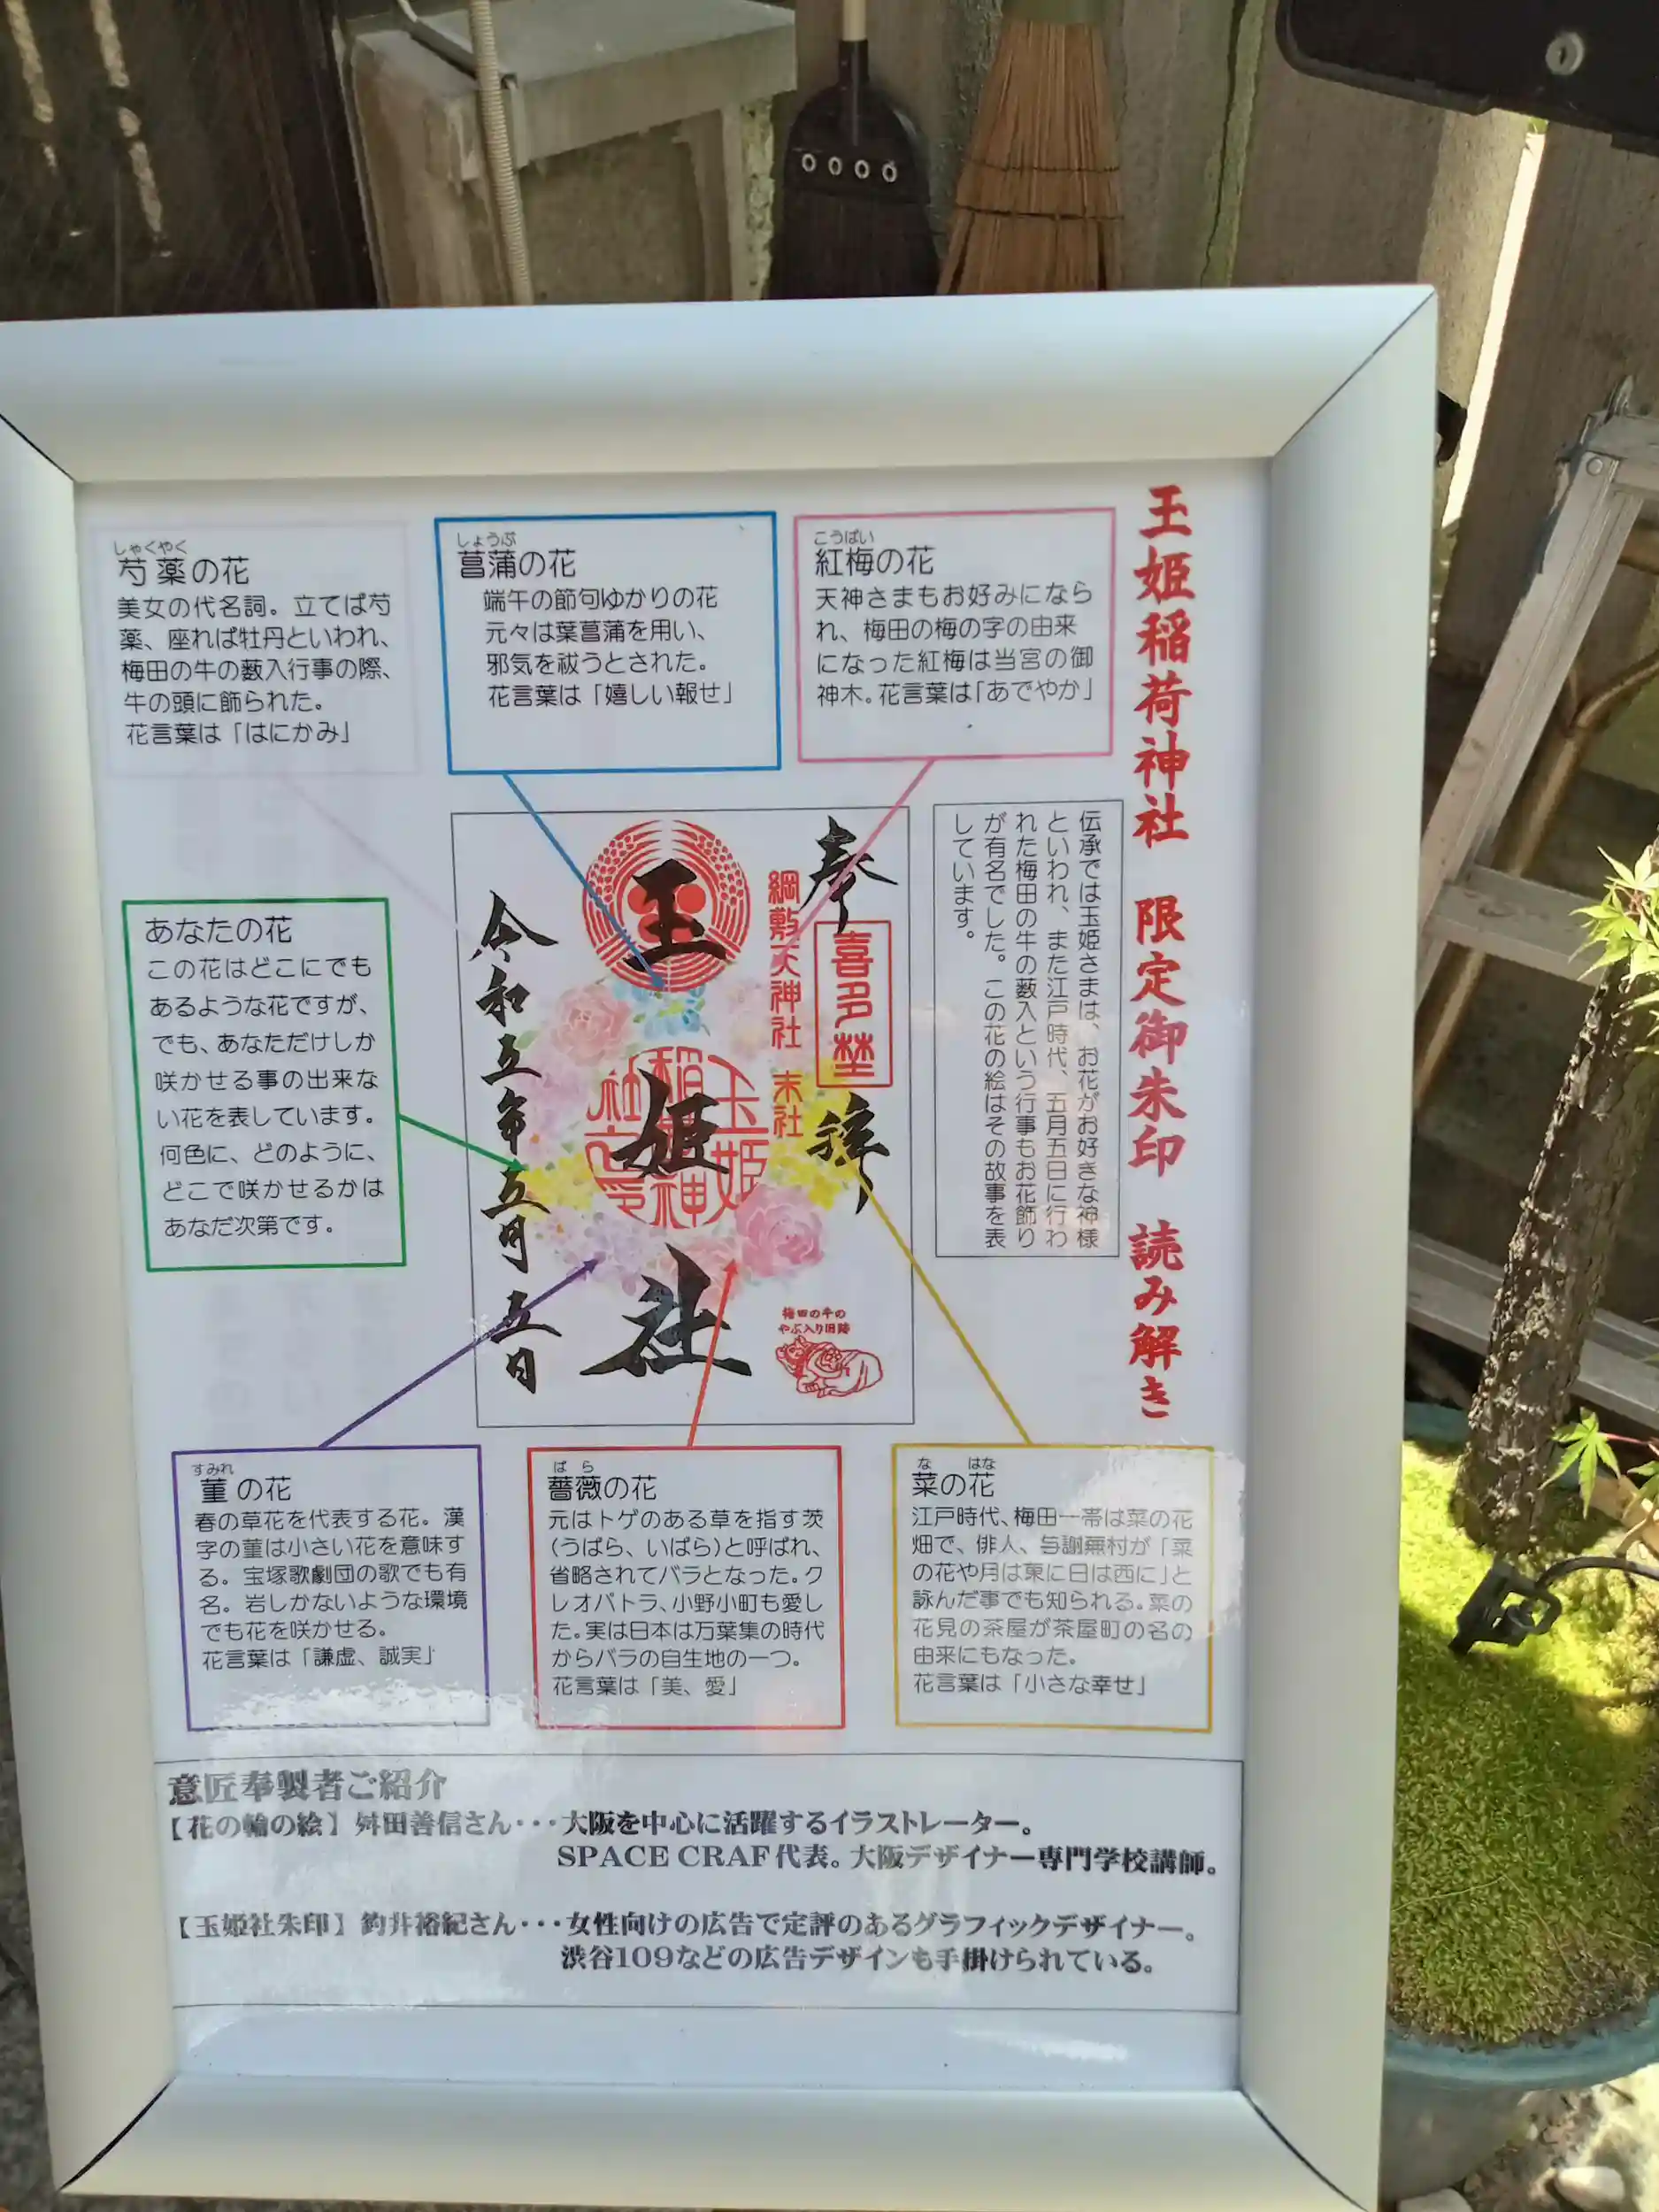 玉姫稲荷神社 限定御朱印 読み解き
伝承では玉姫さまは、お花がお好きな神様
といわれ、また江戸時代、五月五日に行わ
れた梅田の牛の薮入という行事もお花飾り
が有名でした。この花の絵はその故事を表
しています。
こうばい
紅梅の花
天神さまもお好みになら
れ、梅田の梅の字の由来
になった紅梅は当宮の御
神木。花言葉は「あでやか」
しょうぶ
菖蒲の花
端午の節句ゆかりの花
元々は葉菖蒲を用い、
邪気を祓うとされた。
花言葉は「嬉しい報せ」
しゃくやく
芍薬の花
美女の代名詞。立てば芍
薬、座れば牡丹といわれ、
梅田の牛の薮入行事の際、
牛の頭に飾られた。
花言葉は「はにかみ」
奉
喜多埜
拝
綱敷天神社 末社
玉姫社
玉姫稲荷神社
令和五年五月五日
梅田の牛の
やぶ入り旧跡
あなたの花
この花はどこにでも
あるような花ですが、
でも、あなただけしか
咲かせる事の出来な
い花を表しています。
何色に、どのように、
どこで咲かせるかは
あなだ次第です。
すみれ
菫の花
春の草花を代表する花。漢
字の菫は小さい花を意味す
る。宝塚歌劇団の歌でも有
名。岩しかないような環境
でも花を咲かせる。
花言葉は「謙虚、誠実」
ばら
薔薇の花
元はトゲのある草を指す茨
(うばら、いばら)と呼ばれ、
省略されてバラとなった。ク
レオパトラ、小野小町も愛し
た。実は日本は万葉集の時代
からバラの自生地の一つ。
花言葉は「美、愛」
な はな
菜の花
江戸時代、梅田一帯は菜の花
畑で、俳人、与謝蕪村が「菜
の花や月は東に日は西に」と
詠んだ事でも知られる。菜の
花見の茶屋が茶屋町の名の
由来にもなった。
花言葉は「小さな幸せ」
意匠奉製者ご紹介
【花の輪の絵】舛田善信さん・・・大阪を中心に活躍するイラストレーター。
SPACE CRAF代表。大阪デザイナー専門学校講師。
【玉姫社朱印】釣井裕紀さん・・・女性向けの広告で定評のあるグラフィックデザイナー。
渋谷109などの広告デザインも手掛けられている。